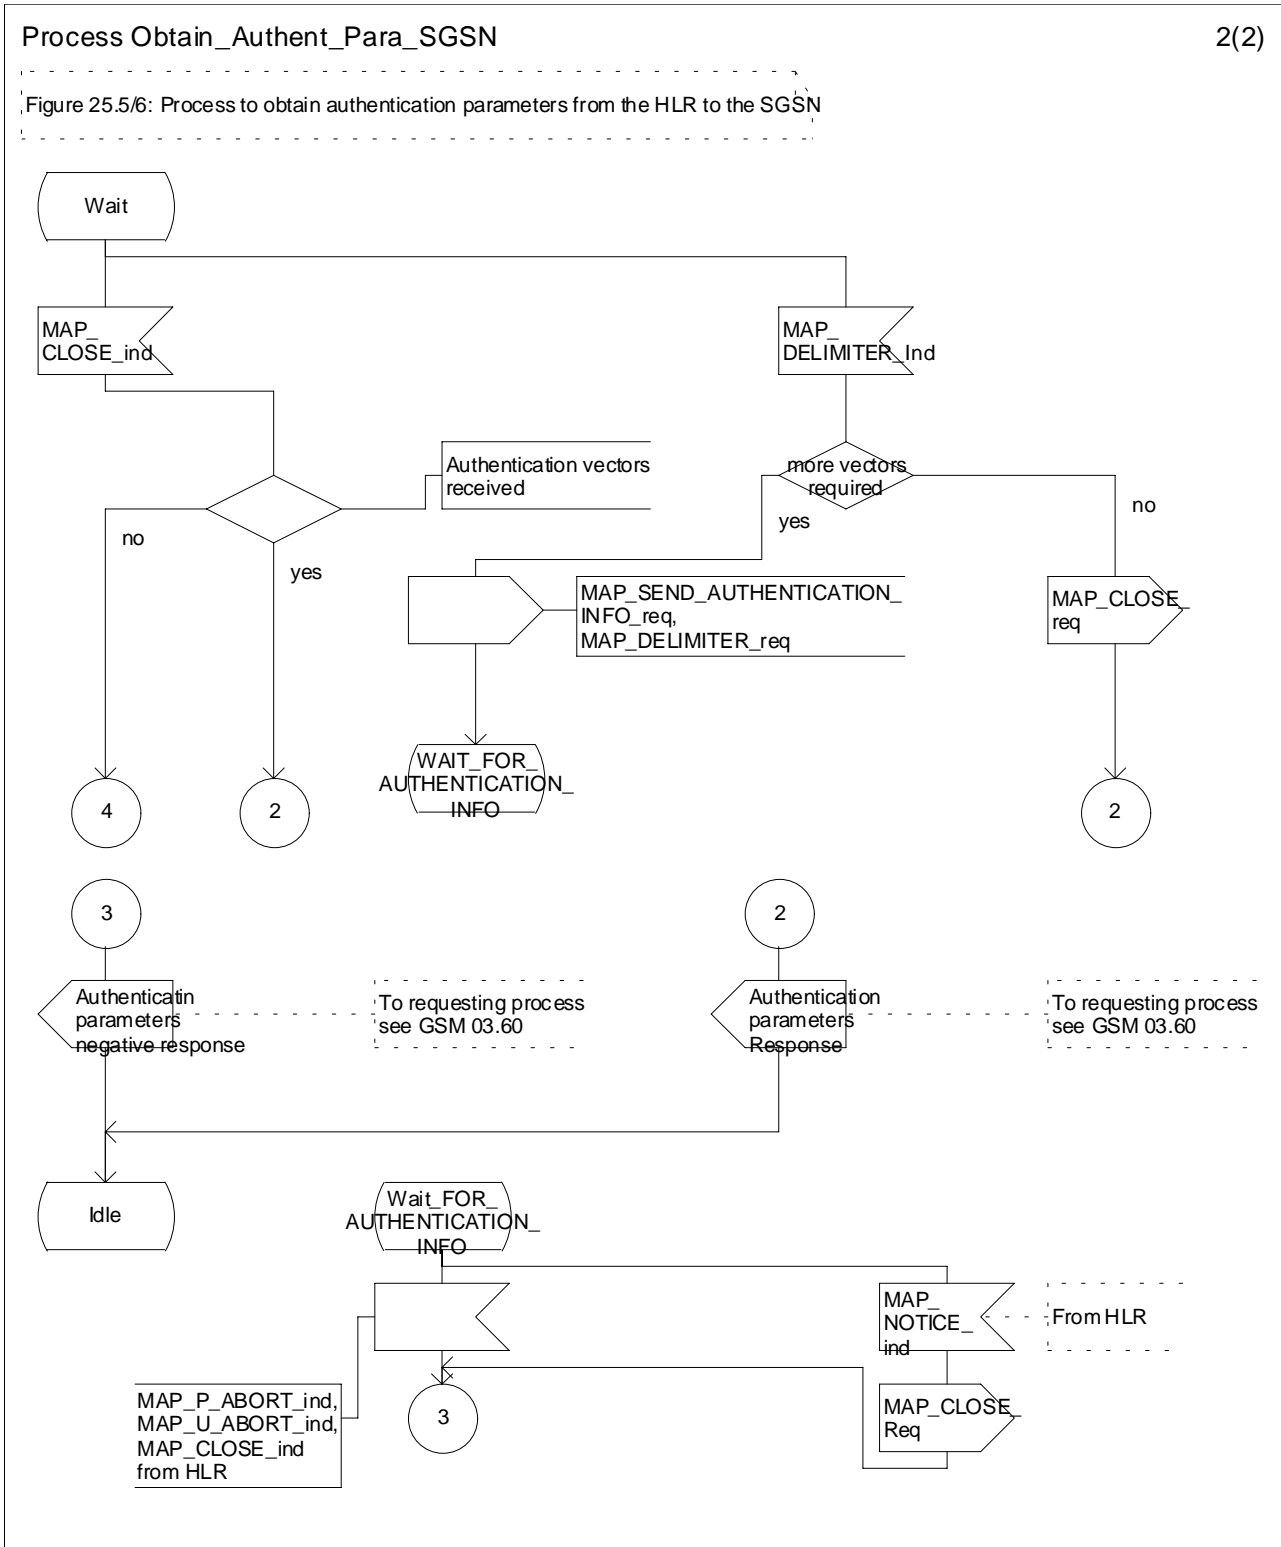 Process Obtain_Authent_Para_SGSN
2(2)
Figure 25.5/6: Process to obtain authentication parameters from the HLR to the SGSN
Wait
MAP_
CLOSE_ind
MAP_
DELIMITER_Ind
Authentication vectors
received
more vectors
required
no
yes
yes
no
MAP_SEND_AUTHENTICATION_
INFO_req,
MAP_DELIMITER_req
MAP_CLOSE_
req
WAIT_FOR_
AUTHENTICATION_
INFO
4
2
2
3
2
Authenticatin
parameters
negative response
To requesting process
see GSM 03.60
Authentication
parameters
Response
To requesting process
see GSM 03.60
Idle
Wait_FOR_
AUTHENTICATION_
INFO
MAP_
NOTICE_
ind
From HLR
MAP_P_ABORT_ind,
MAP_U_ABORT_ind,
MAP_CLOSE_ind
from HLR
3
MAP_CLOSE_
Req